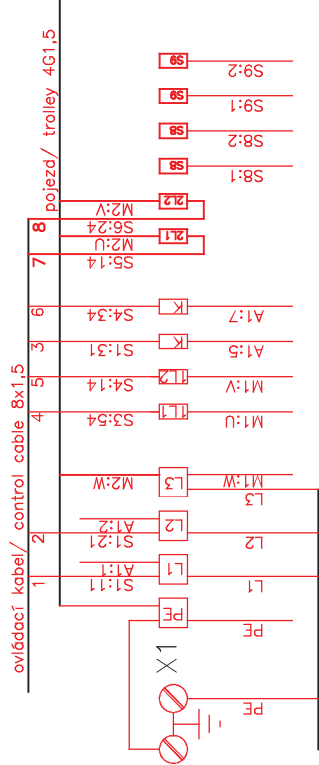 pojezd/ trolley 4G1,5
ovládací kabel/ control cable 8x1,5
S9 S9:2
S9 S9:1
S8 S8:2
S8 S8:1
8 M2:V S6:24 2L2
7 M2:U S5:14 2L1
6 S4:34 K A1:7
3 S1:31 K A1:5
5 S4:14 1L2 M1:V
4 S3:54 1L1 M1:U
M2:W L3 M1:W L3
2 A1:2 S1:21 L2 L2
1 A1:1 S1:11 L1 L1
PE PE
X1
PE